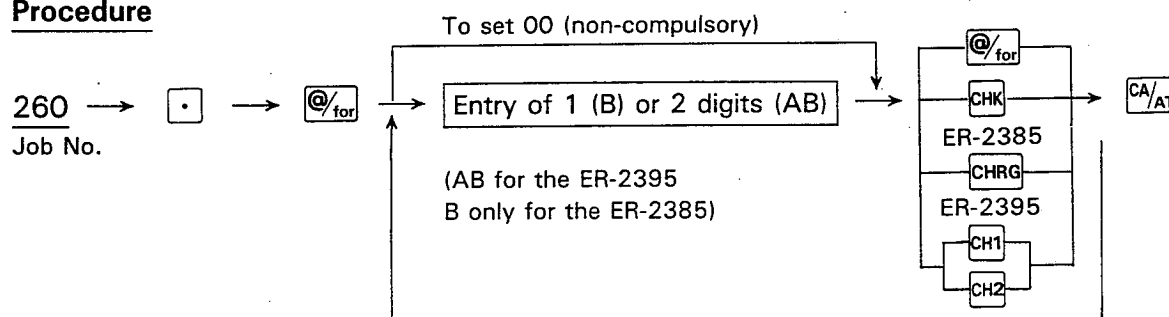 Procedure
To set 00 (non-compulsory)
260 · @/for Entry of 1 (B) or 2 digits (AB) @/for
Job No.
CHK CA/AT
ER-2385
(AB for the ER-2395
B only for the ER-2385)
CHRG
ER-2395
CH1
CH2